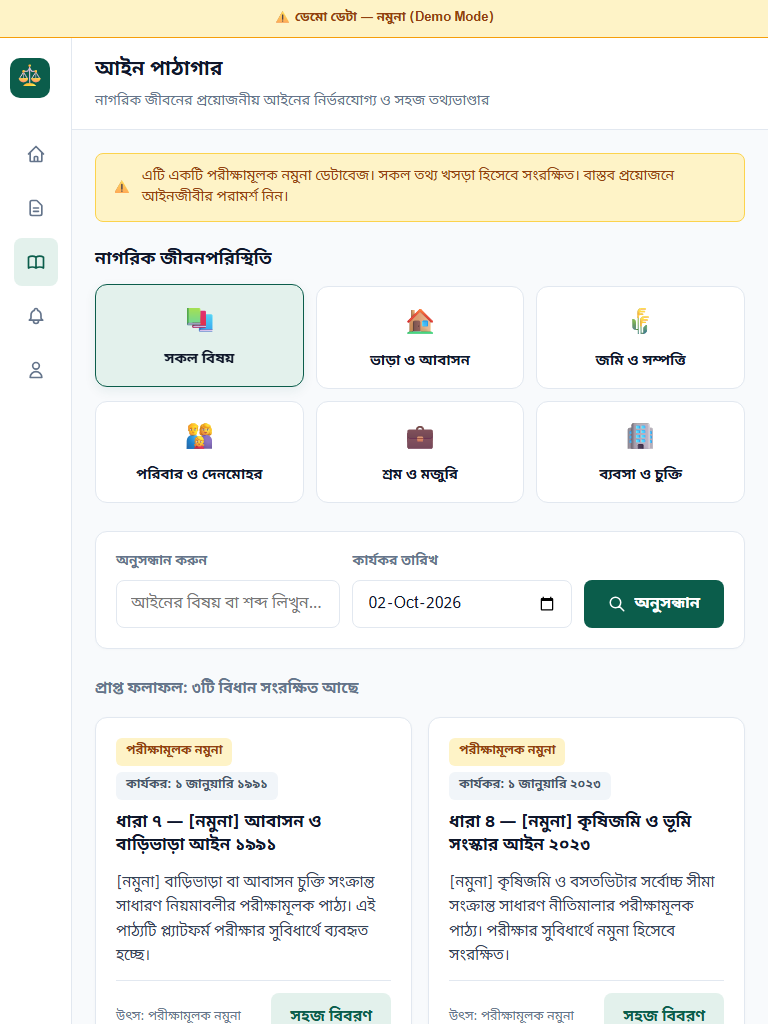 ডেমো ডেটা — নমুনা (Demo Mode)
আইন পাঠাগার
নাগরিক জীবনের প্রয়োজনীয় আইনের নির্ভরযোগ্য ও সহজ তথ্যভাণ্ডার
এটি একটি পরীক্ষামূলক নমুনা ডেটাবেজ। সকল তথ্য খসড়া হিসেবে সংরক্ষিত। বাস্তব প্রয়োজনে
আইনজীবীর পরামর্শ নিন।
নাগরিক জীবনপরিস্থিতি
সকল বিষয়
ভাড়া ও আবাসন
জমি ও সম্পত্তি
পরিবার ও দেনমোহর
শ্রম ও মজুরি
ব্যবসা ও চুক্তি
অনুসন্ধান করুন
কার্যকর তারিখ
আইনের বিষয় বা শব্দ লিখুন...
02-Oct-2026
অনুসন্ধান
প্রাপ্ত ফলাফল: ৩টি বিধান সংরক্ষিত আছে
পরীক্ষামূলক নমুনা
কার্যকর: ১ জানুয়ারি ১৯৯১
ধারা ৭ — [নমুনা] আবাসন ও
বাড়িভাড়া আইন ১৯৯১
[নমুনা] বাড়িভাড়া বা আবাসন চুক্তি সংক্রান্ত
সাধারণ নিয়মাবলীর পরীক্ষামূলক পাঠ্য। এই
পাঠ্যটি প্ল্যাটফর্ম পরীক্ষার সুবিধার্থে ব্যবহৃত
হচ্ছে।
উৎস: পরীক্ষামূলক নমুনা
সহজ বিবরণ
পরীক্ষামূলক নমুনা
কার্যকর: ১ জানুয়ারি ২০২৩
ধারা ৪ — [নমুনা] কৃষিজমি ও ভূমি
সংস্কার আইন ২০২৩
[নমুনা] কৃষিজমি ও বসতভিটার সর্বোচ্চ সীমা
সংক্রান্ত সাধারণ নীতিমালার পরীক্ষামূলক
পাঠ্য। পরীক্ষার সুবিধার্থে নমুনা হিসেবে
সংরক্ষিত।
উৎস: পরীক্ষামূলক নমুনা
সহজ বিবরণ